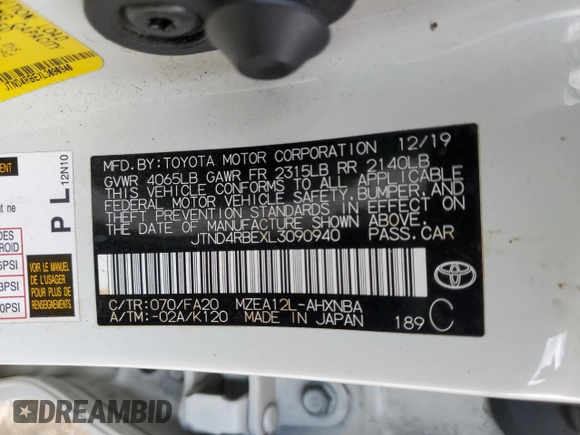 JTND4RBEXL3090940
MFD.BY:TOYOTA MOTOR CORPORATION 12/19
GVWR 4065LB GAWR FR 2315LB RR 2140LB
THIS VEHICLE CONFORMS TO ALL APPLICABLE
FEDERAL MOTOR VEHICLE SAFETY, BUMPER, AND
THEFT PREVENTION STANDARDS IN EFFECT ON
THE DATE OF MANUFACTURE SHOWN ABOVE.
JTND4RBEXL3090940 PASS.CAR
C/TR:070/FA20 MZEA12L-AHXNBA
A/TM:-02A/K120 MADE IN JAPAN 189 C
TOYOTA
PL 12N10
ne
VOIR LE MANUEL
DE L'USAGER
POUR PLUS DE
RENSEIGNEMENTS
DREAMBID